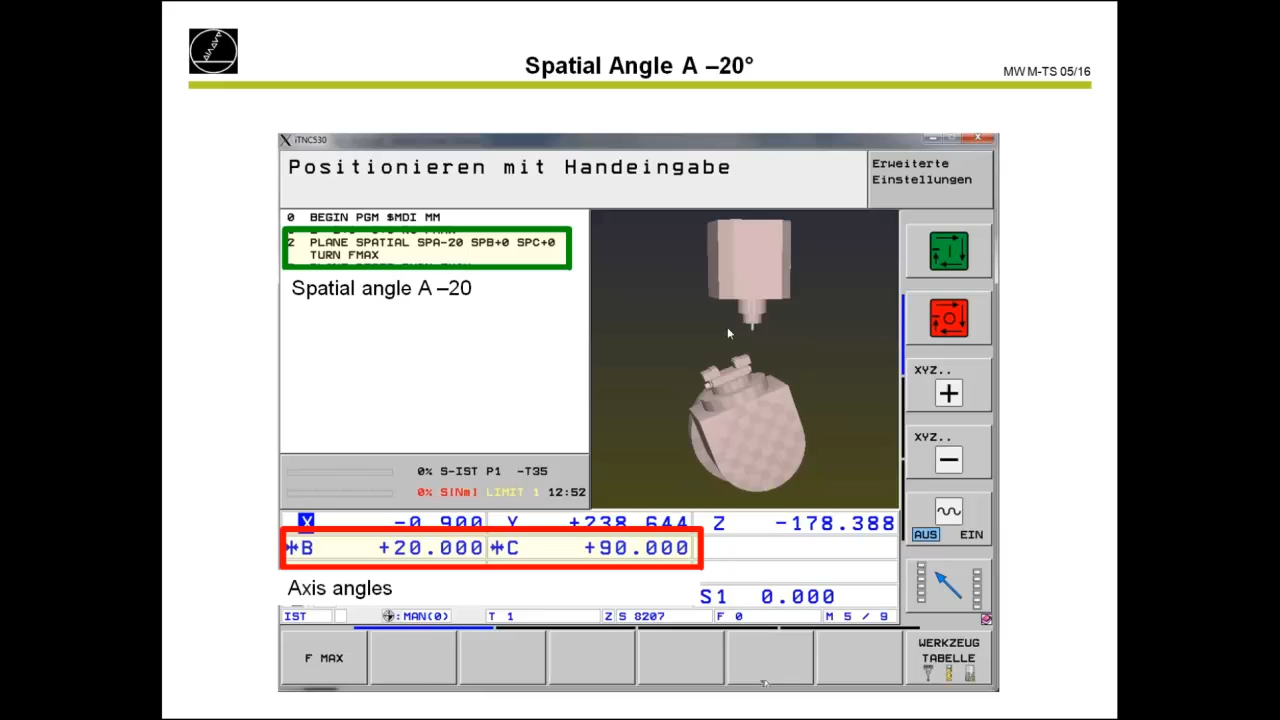 Spatial Angle A –20°
MW M-TS 05/16
iTNC530
Positionieren mit Handeingabe
Erweiterte
Einstellungen
0 BEGIN PGM $MDI MM
2 PLANE SPATIAL SPA-20 SPB+0 SPC+0
TURN FMAX
Spatial angle A –20
XYZ..
+
XYZ..
−
0% S-IST P1 -T35
0% S[Nm] LIMIT 1 12:52
X -0.900 Y +238.644 Z -178.388
B +20.000 C +90.000
AUS EIN
Axis angles
S1 0.000
IST :MAN(0) T 1 Z S 8207 F 0 M 5 / 9
F MAX
WERKZEUG
TABELLE